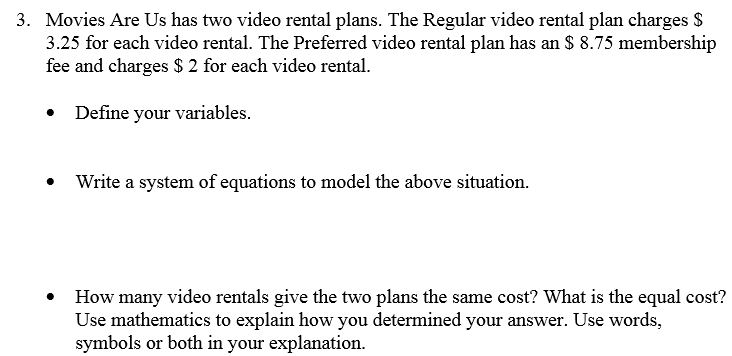 3. Movies Are Us has two video rental plans. The Regular video rental plan charges $
3.25 for each video rental. The Preferred video rental plan has an $ 8.75 membership
fee and charges $ 2 for each video rental.
• Define your variables.
• Write a system of equations to model the above situation.
• How many video rentals give the two plans the same cost? What is the equal cost?
Use mathematics to explain how you determined your answer. Use words,
symbols or both in your explanation.